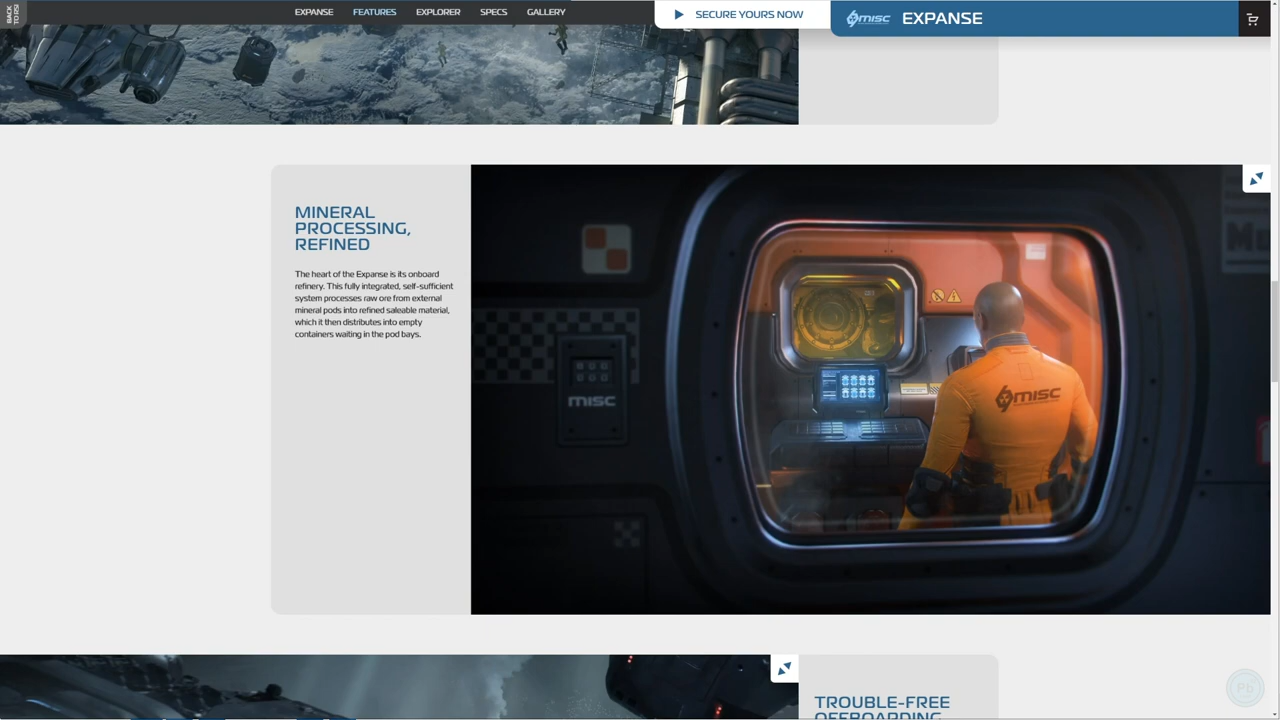 BACK
TO RSI
EXPANSE
FEATURES
EXPLORER
SPECS
GALLERY
SECURE YOURS NOW
MISC
EXPANSE
MINERAL
PROCESSING,
REFINED
The heart of the Expanse is its onboard
refinery. This fully integrated, self-sufficient
system processes raw ore from external
mineral pods into refined saleable material,
which it then distributes into empty
containers waiting in the pod bays.
MISC
MISC
Pb
TROUBLE-FREE
OFFBOARDING